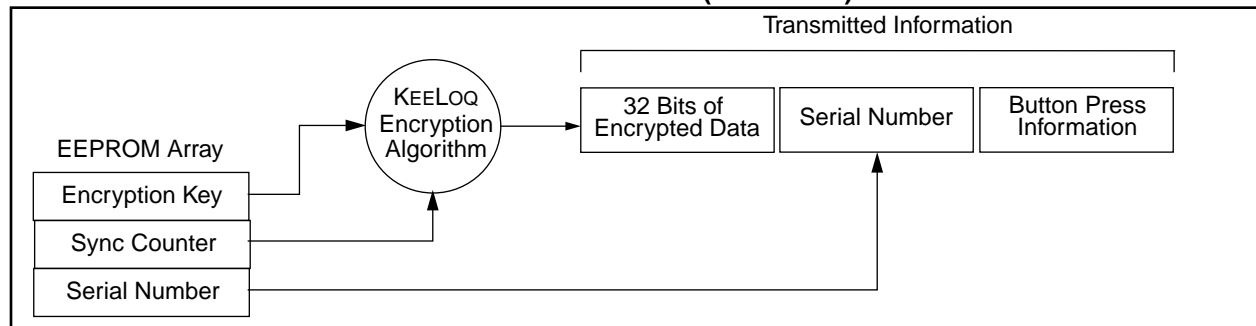 Transmitted Information
KEELOQ
Encryption
Algorithm
32 Bits of
Encrypted Data
Serial Number
Button Press
Information
EEPROM Array
Encryption Key
Sync Counter
Serial Number